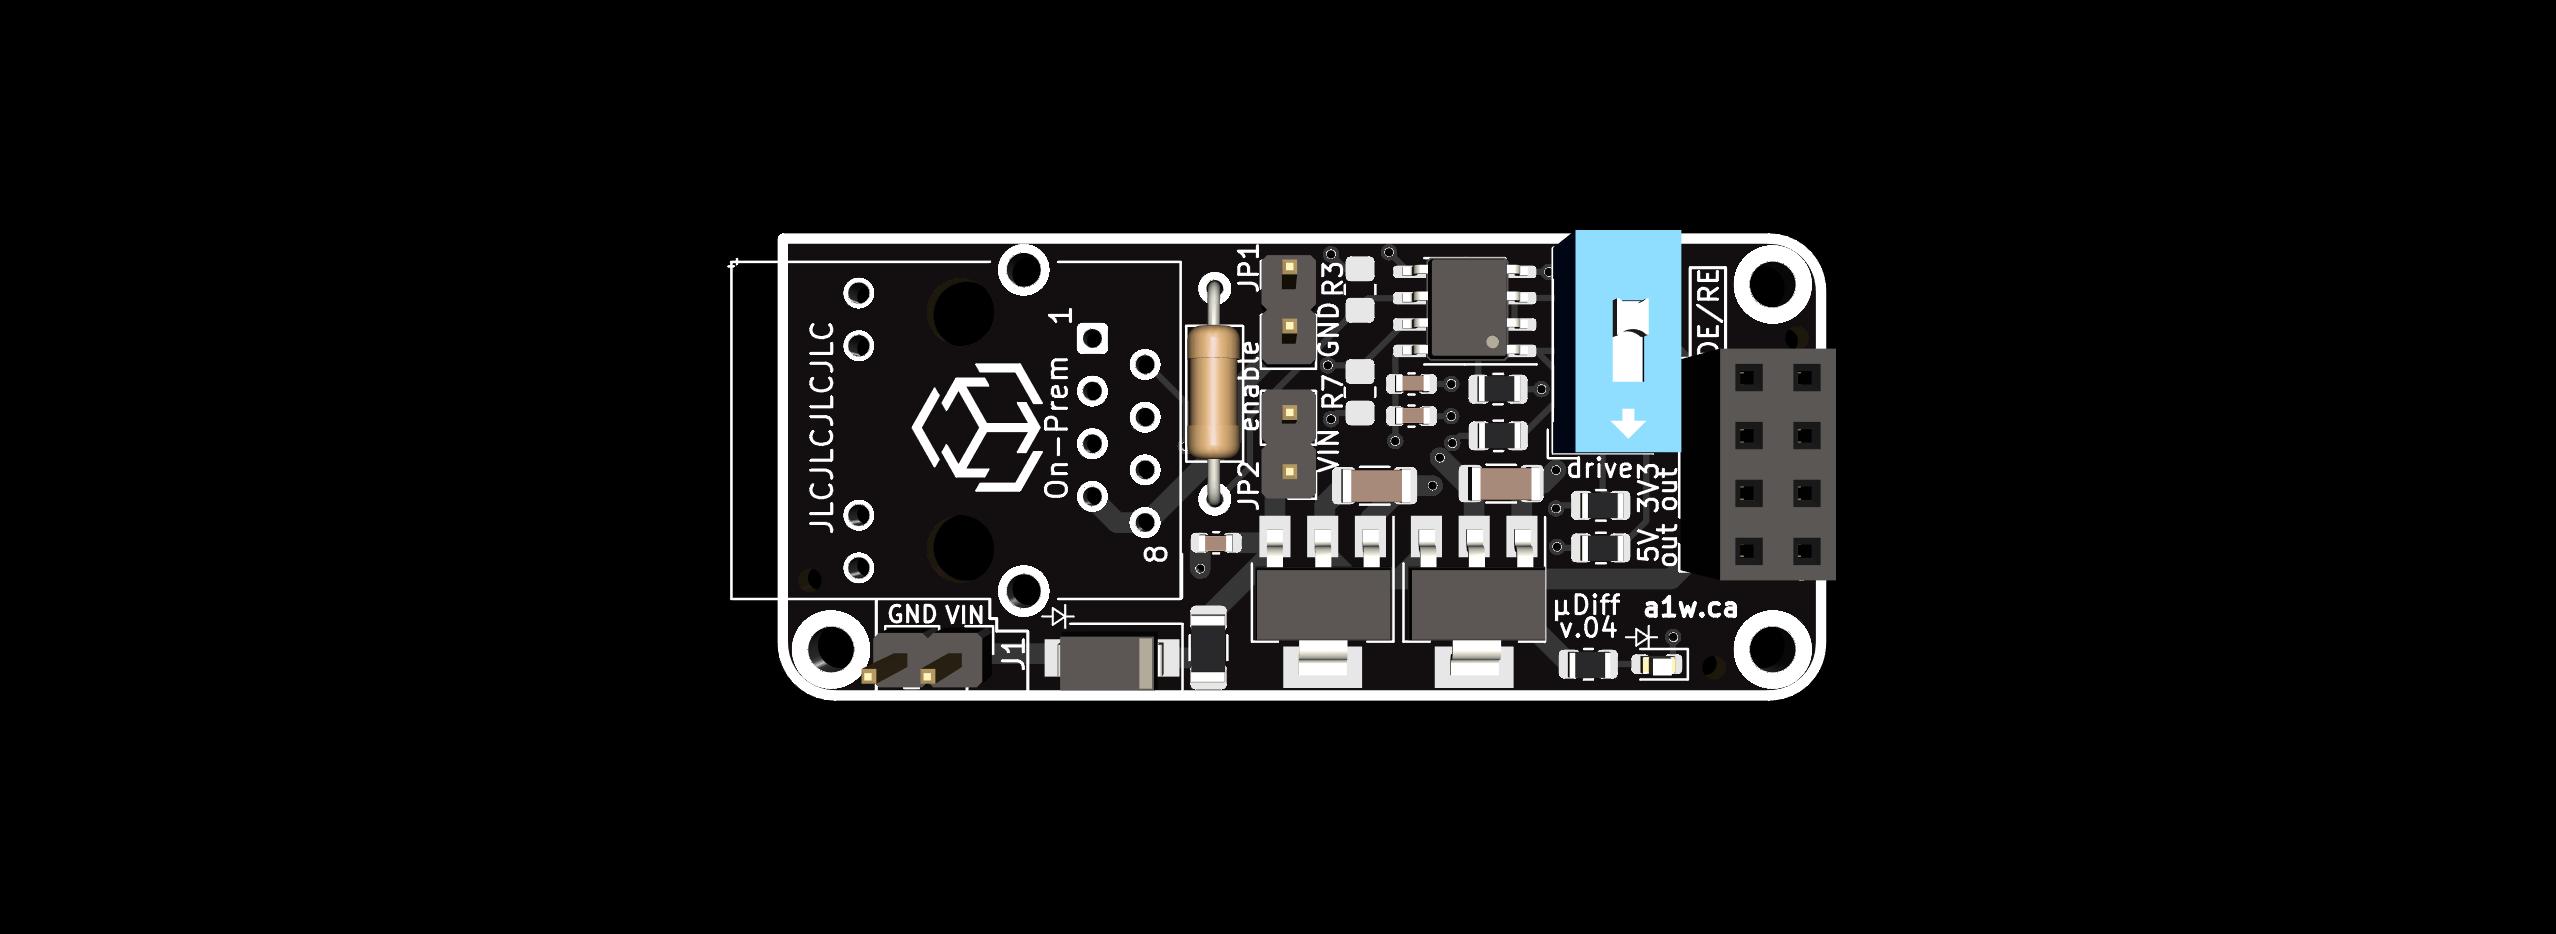 JLCJLCJLCJLCJLC
On-Prem
1
8
GND VIN
J1
JP1
enable
JP2
R3
GND
R7
VIN
DE/RE
drive
3V3
out
5V
out
µDiff
v.04
a1w.ca